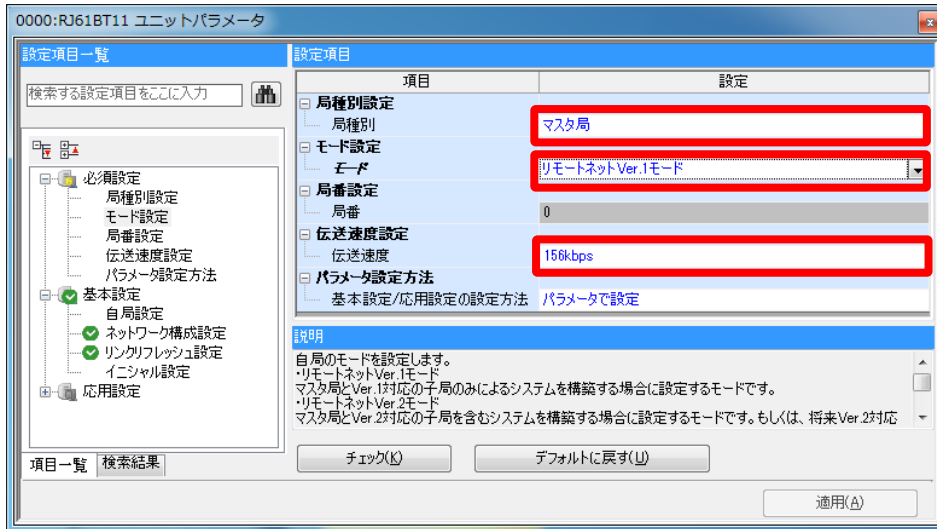 0000:RJ61BT11 ユニットパラメータ
設定項目一覧
検索する設定項目をここに入力
必須設定
局種別設定
モード設定
局番設定
伝送速度設定
パラメータ設定方法
基本設定
自局設定
ネットワーク構成設定
リンクリフレッシュ設定
イニシャル設定
応用設定
項目一覧 検索結果
設定項目
項目 設定
局種別設定
局種別 マスタ局
モード設定
モード リモートネットVer.1モード
局番設定
局番 0
伝送速度設定
伝送速度 156kbps
パラメータ設定方法
基本設定/応用設定の設定方法 パラメータで設定
説明
自局のモードを設定します。
・リモートネットVer.1モード
マスタ局とVer.1対応の子局のみによるシステムを構築する場合に設定するモードです。
・リモートネットVer.2モード
マスタ局とVer.2対応の子局を含むシステムを構築する場合に設定するモードです。もしくは、将来Ver.2対応
チェック(K) デフォルトに戻す(U)
適用(A)